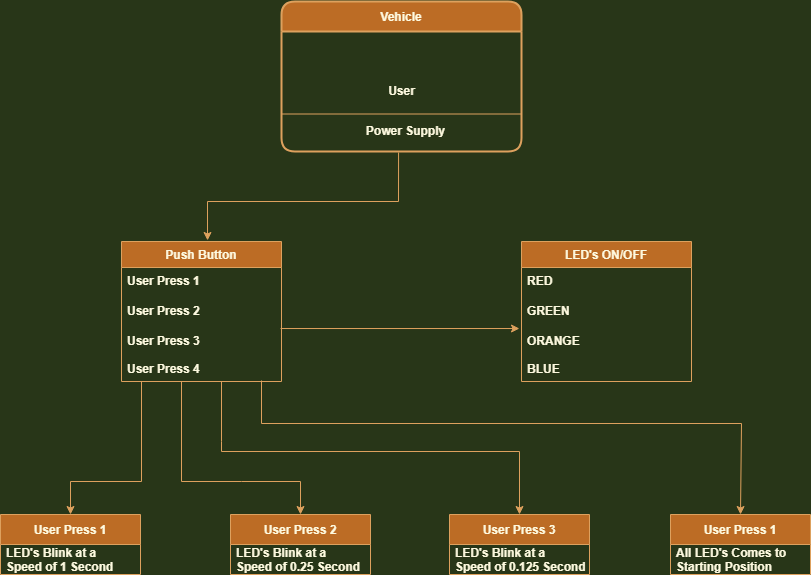 Vehicle
User
Power Supply
Push Button
User Press 1
User Press 2
User Press 3
User Press 4
LED's ON/OFF
RED
GREEN
ORANGE
BLUE
User Press 1
LED's Blink at a
Speed of 1 Second
User Press 2
LED's Blink at a
Speed of 0.25 Second
User Press 3
LED's Blink at a
Speed of 0.125 Second
User Press 1
All LED's Comes to
Starting Position